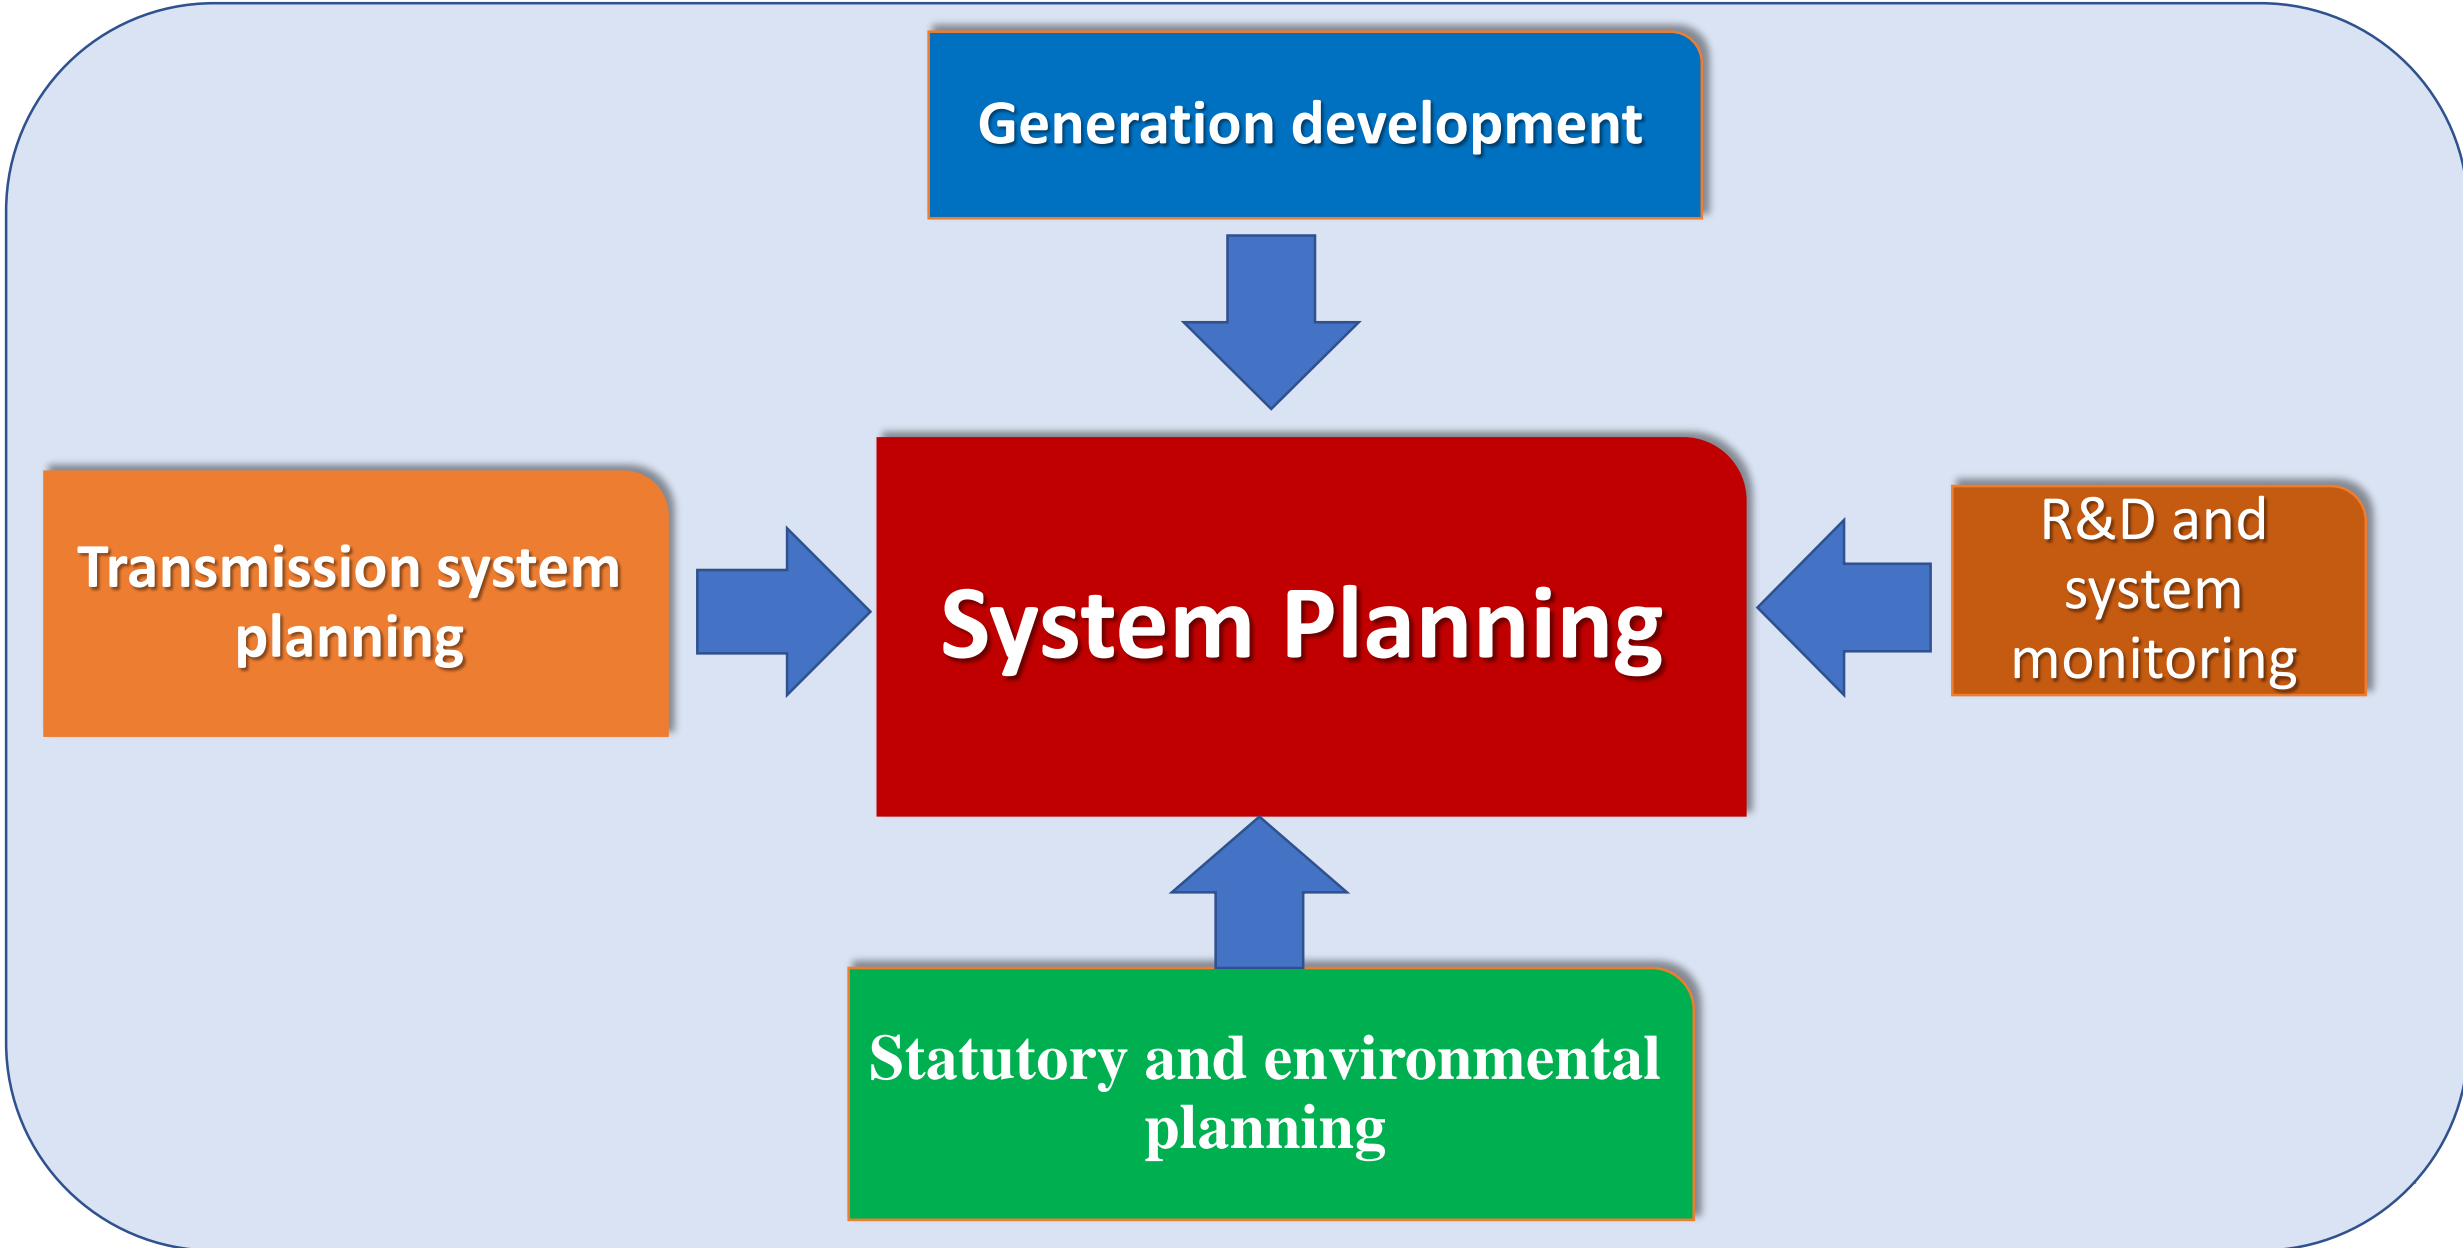 Generation development
Transmission system
planning
System Planning
R&D and
system
monitoring
Statutory and environmental
planning